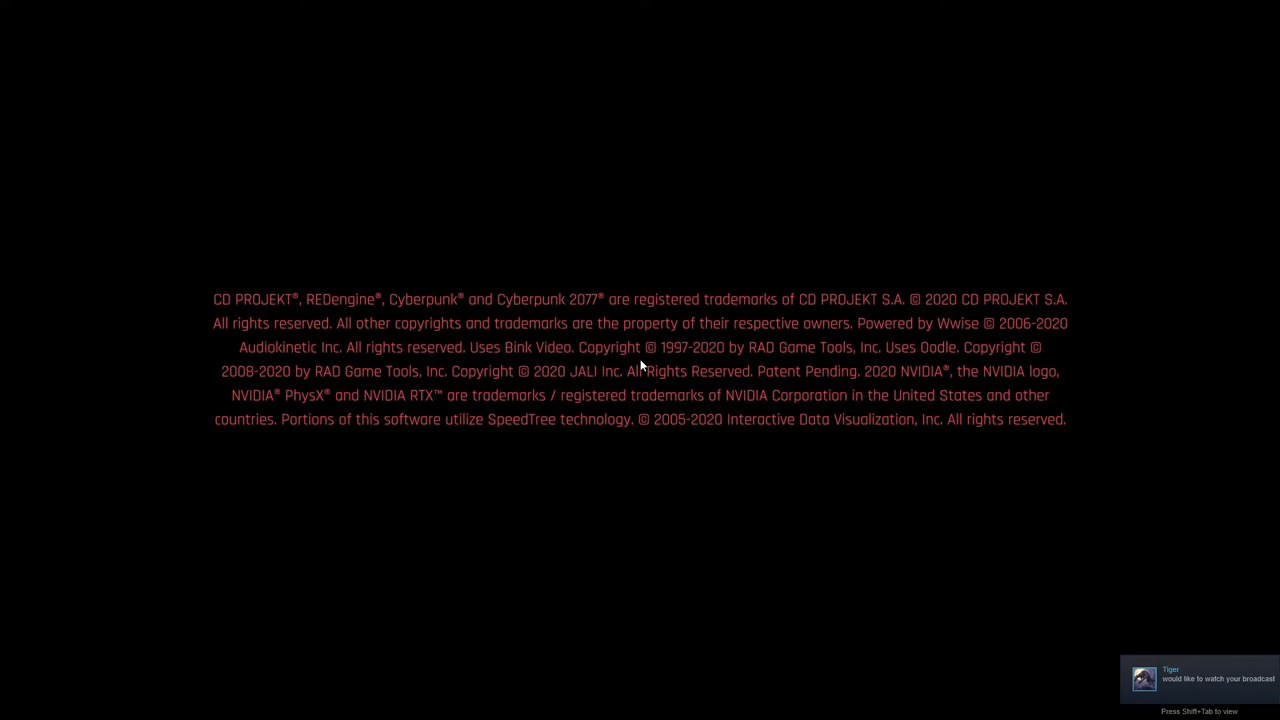 CD PROJEKT®, REDengine®, Cyberpunk® and Cyberpunk 2077® are registered trademarks of CD PROJEKT S.A. © 2020 CD PROJEKT S.A.
All rights reserved. All other copyrights and trademarks are the property of their respective owners. Powered by Wwise © 2006-2020
Audiokinetic Inc. All rights reserved. Uses Bink Video. Copyright © 1997-2020 by RAD Game Tools, Inc. Uses Oodle. Copyright ©
2008-2020 by RAD Game Tools, Inc. Copyright © 2020 JALI Inc. All Rights Reserved. Patent Pending. 2020 NVIDIA®, the NVIDIA logo,
NVIDIA® PhysX® and NVIDIA RTX™ are trademarks / registered trademarks of NVIDIA Corporation in the United States and other
countries. Portions of this software utilize SpeedTree technology. © 2005-2020 Interactive Data Visualization, Inc. All rights reserved.
Tiger
would like to watch your broadcast
Press Shift+Tab to view